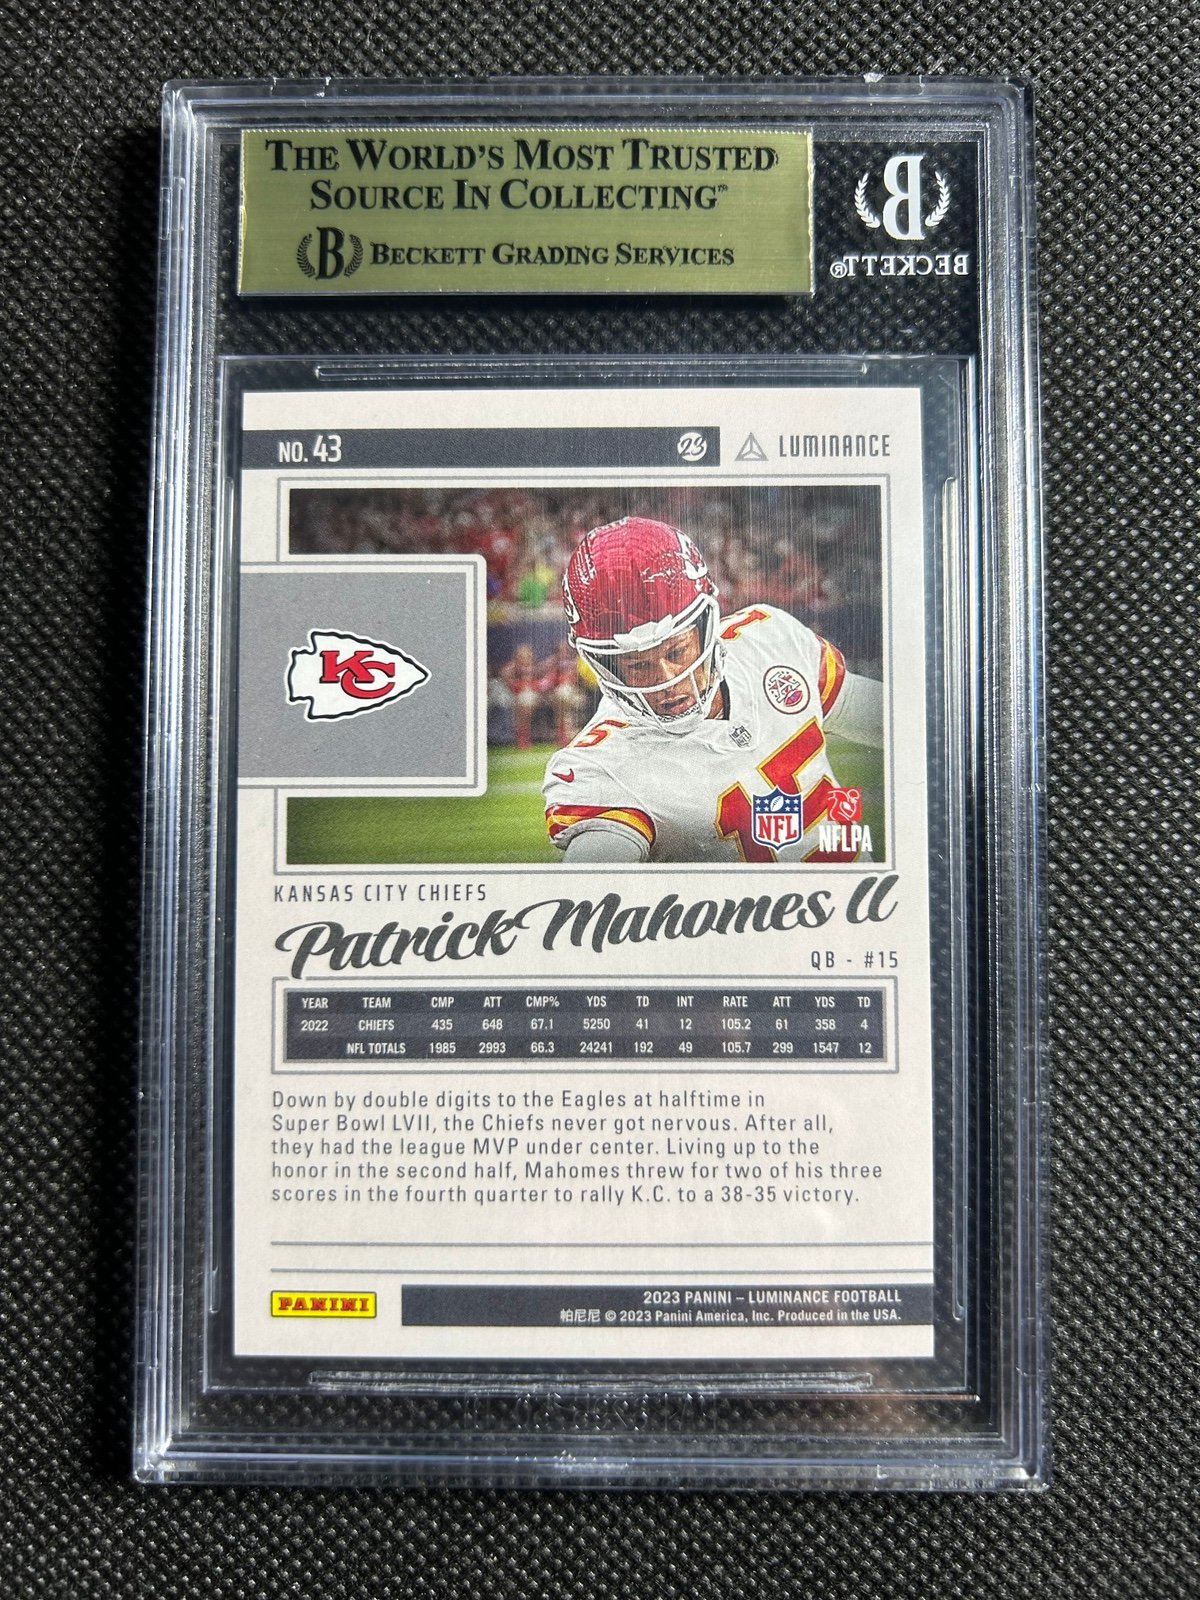 THE WORLD'S MOST TRUSTED
SOURCE IN COLLECTING™
B BECKETT GRADING SERVICES
B
BECKETT®
NO. 43
23
LUMINANCE
KC
5
15
NFL
NFLPA
KANSAS CITY CHIEFS
Patrick Mahomes II
QB - #15
YEAR TEAM CMP ATT CMP% YDS TD INT RATE ATT YDS TD
2022 CHIEFS 435 648 67.1 5250 41 12 105.2 61 358 4
NFL TOTALS 1985 2993 66.3 24241 192 49 105.7 299 1547 12
Down by double digits to the Eagles at halftime in
Super Bowl LVII, the Chiefs never got nervous. After all,
they had the league MVP under center. Living up to the
honor in the second half, Mahomes threw for two of his three
scores in the fourth quarter to rally K.C. to a 38-35 victory.
PANINI
2023 PANINI – LUMINANCE FOOTBALL
帕尼尼 © 2023 Panini America, Inc. Produced in the USA.